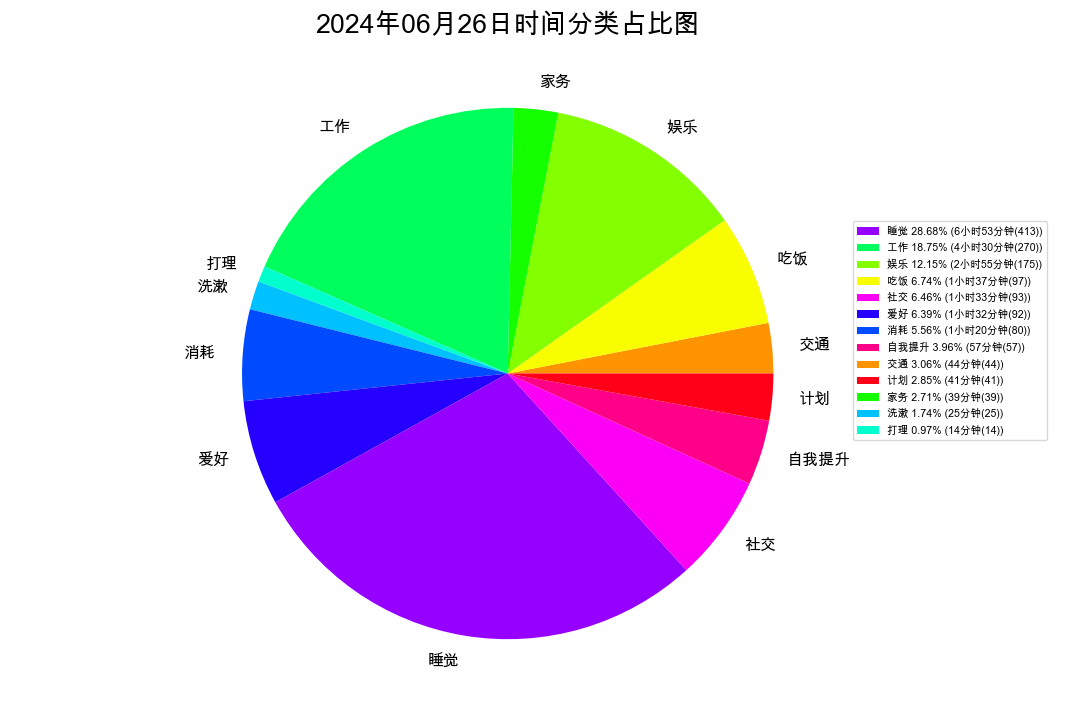 2024年06月26日时间分类占比图
家务
工作
娱乐
打理
吃饭
洗漱
消耗
交通
计划
爱好
自我提升
社交
睡觉
睡觉 28.68% (6小时53分钟(413))
工作 18.75% (4小时30分钟(270))
娱乐 12.15% (2小时55分钟(175))
吃饭 6.74% (1小时37分钟(97))
社交 6.46% (1小时33分钟(93))
爱好 6.39% (1小时32分钟(92))
消耗 5.56% (1小时20分钟(80))
自我提升 3.96% (57分钟(57))
交通 3.06% (44分钟(44))
计划 2.85% (41分钟(41))
家务 2.71% (39分钟(39))
洗漱 1.74% (25分钟(25))
打理 0.97% (14分钟(14))